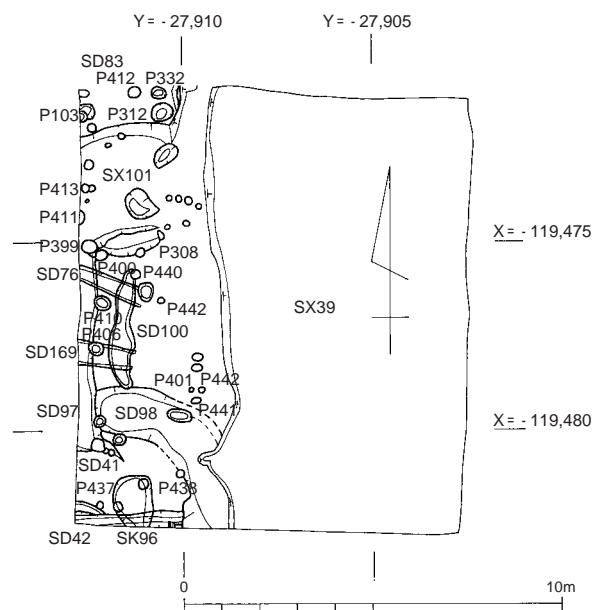 Y = - 27,910
Y = - 27,905
SD83
P412
P332
P1035
P312
SX101
P413
P411
X = - 119,475
P399
P308
P400
SD76
P440
P442
SX39
P410
SD100
P406
SD169
P401
P442
P441
SD97
SD98
X = - 119,480
SD41
P437
P438
SD42
SK96
0
10m